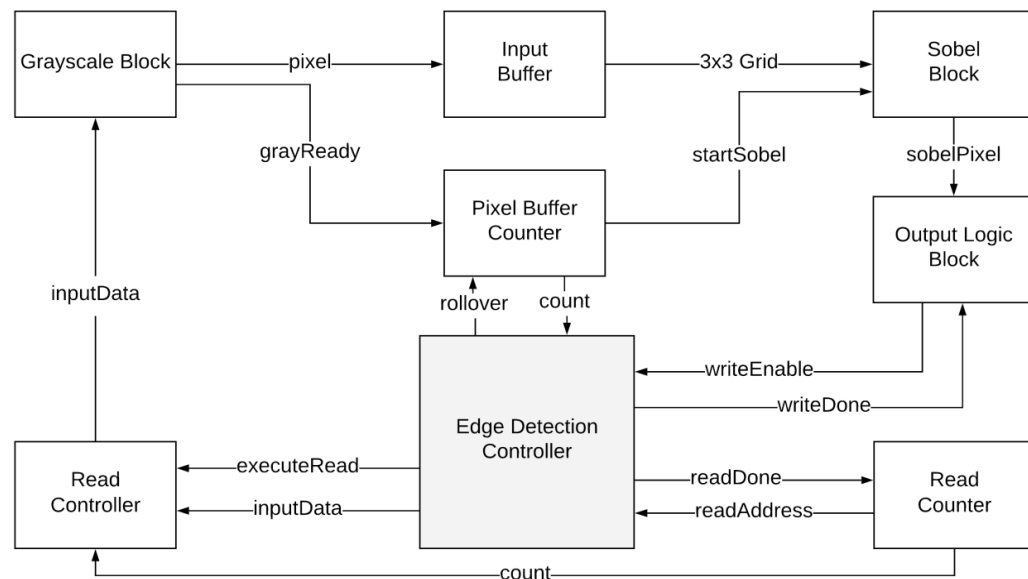 Grayscale Block
pixel
Input
Buffer
3x3 Grid
Sobel
Block
grayReady
startSobel
sobelPixel
Pixel Buffer
Counter
Output Logic
Block
inputData
rollover
count
writeEnable
writeDone
Edge Detection
Controller
Read
Controller
executeRead
inputData
readDone
readAddress
Read
Counter
count